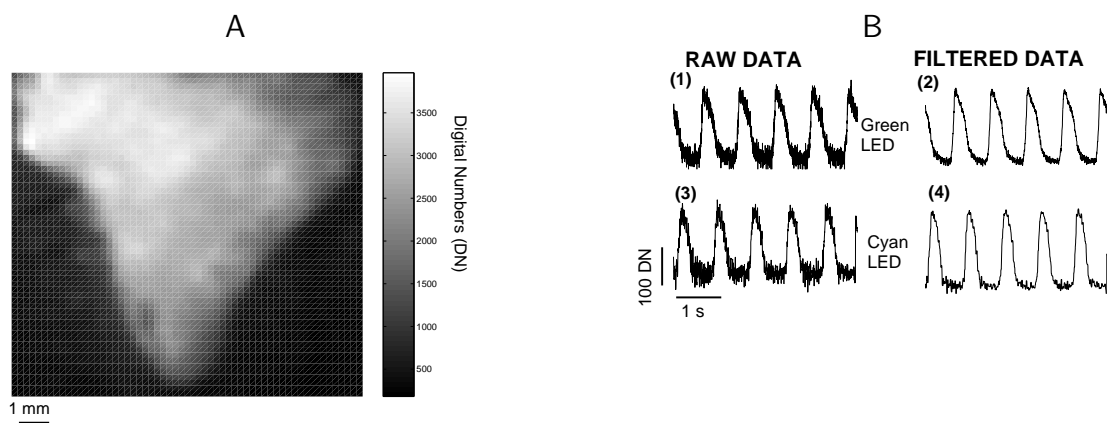 A
3500
3000
2500
2000
1500
1000
500
Digital Numbers (DN)
1 mm
B
RAW DATA
FILTERED DATA
(1)
Green
LED
(2)
(3)
Cyan
LED
(4)
100 DN
1 s